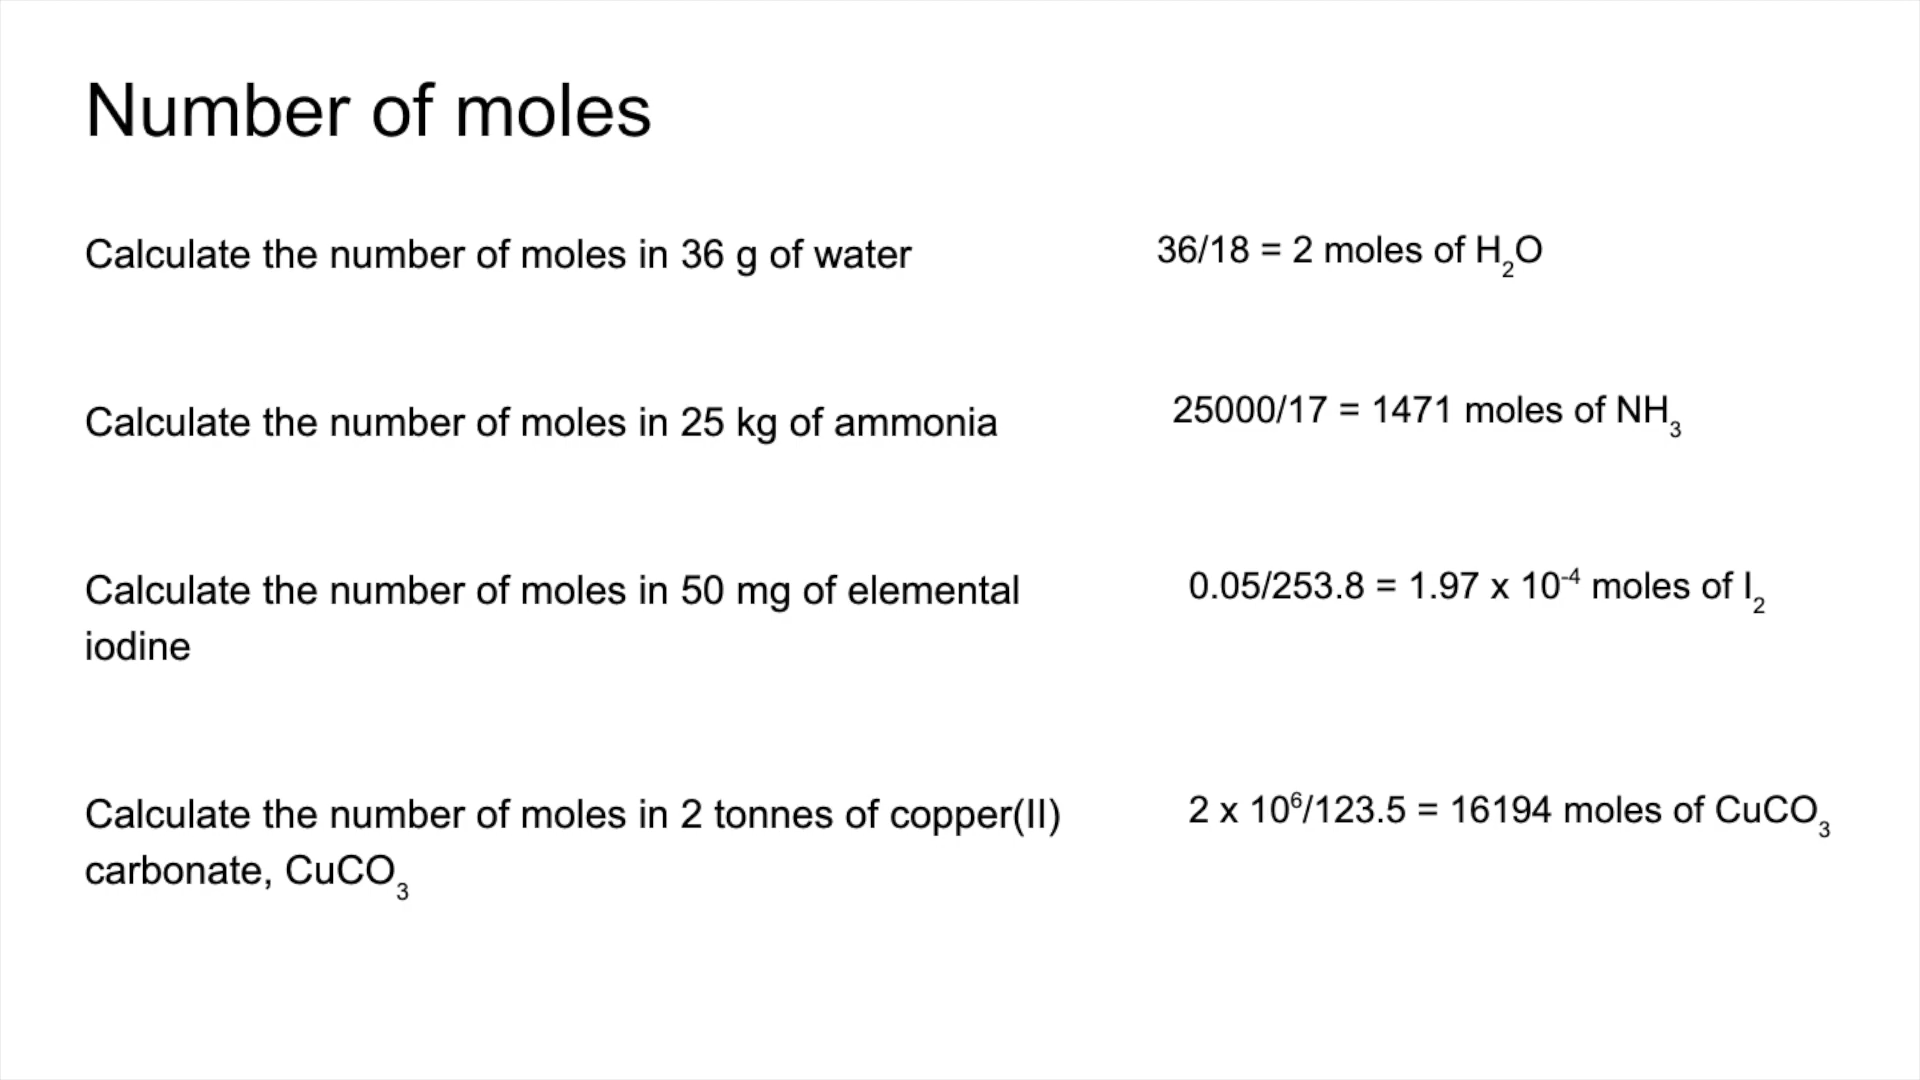 Number of moles
Calculate the number of moles in 36 g of water
36/18 = 2 moles of H₂O
Calculate the number of moles in 25 kg of ammonia
25000/17 = 1471 moles of NH₃
Calculate the number of moles in 50 mg of elemental
iodine
0.05/253.8 = 1.97 x 10⁻⁴ moles of I₂
Calculate the number of moles in 2 tonnes of copper(II)
carbonate, CuCO₃
2 x 10⁶/123.5 = 16194 moles of CuCO₃